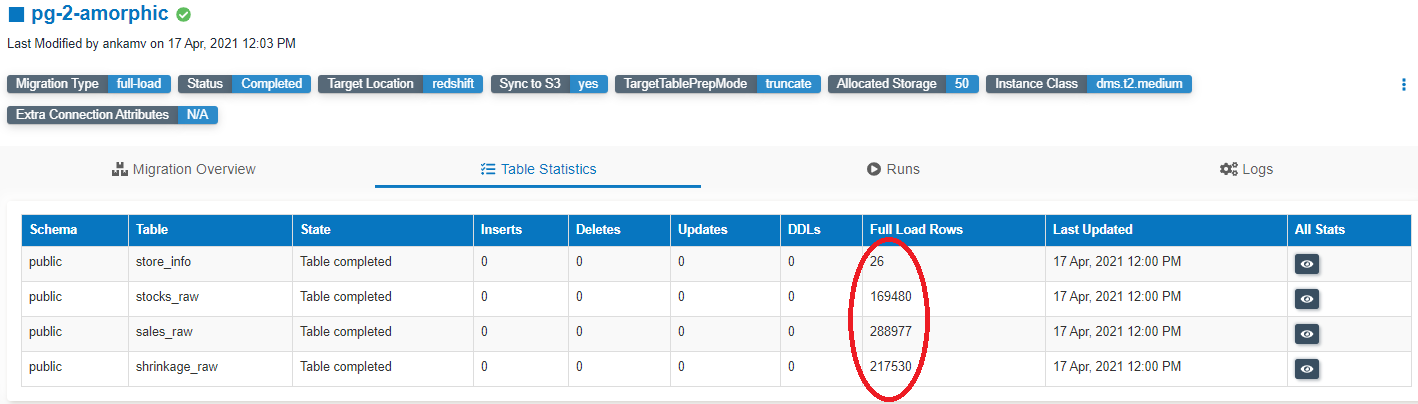 pg-2-amorphic
Last Modified by ankamv on 17 Apr, 2021 12:03 PM
Migration Type full-load Status Completed Target Location redshift Sync to S3 yes TargetTablePrepMode truncate Allocated Storage 50 Instance Class dms.t2.medium
Extra Connection Attributes N/A
Migration Overview Table Statistics Runs Logs
Schema Table State Inserts Deletes Updates DDLs Full Load Rows Last Updated All Stats
public store_info Table completed 0 0 0 0 26 17 Apr, 2021 12:00 PM
public stocks_raw Table completed 0 0 0 0 169480 17 Apr, 2021 12:00 PM
public sales_raw Table completed 0 0 0 0 288977 17 Apr, 2021 12:00 PM
public shrinkage_raw Table completed 0 0 0 0 217530 17 Apr, 2021 12:00 PM